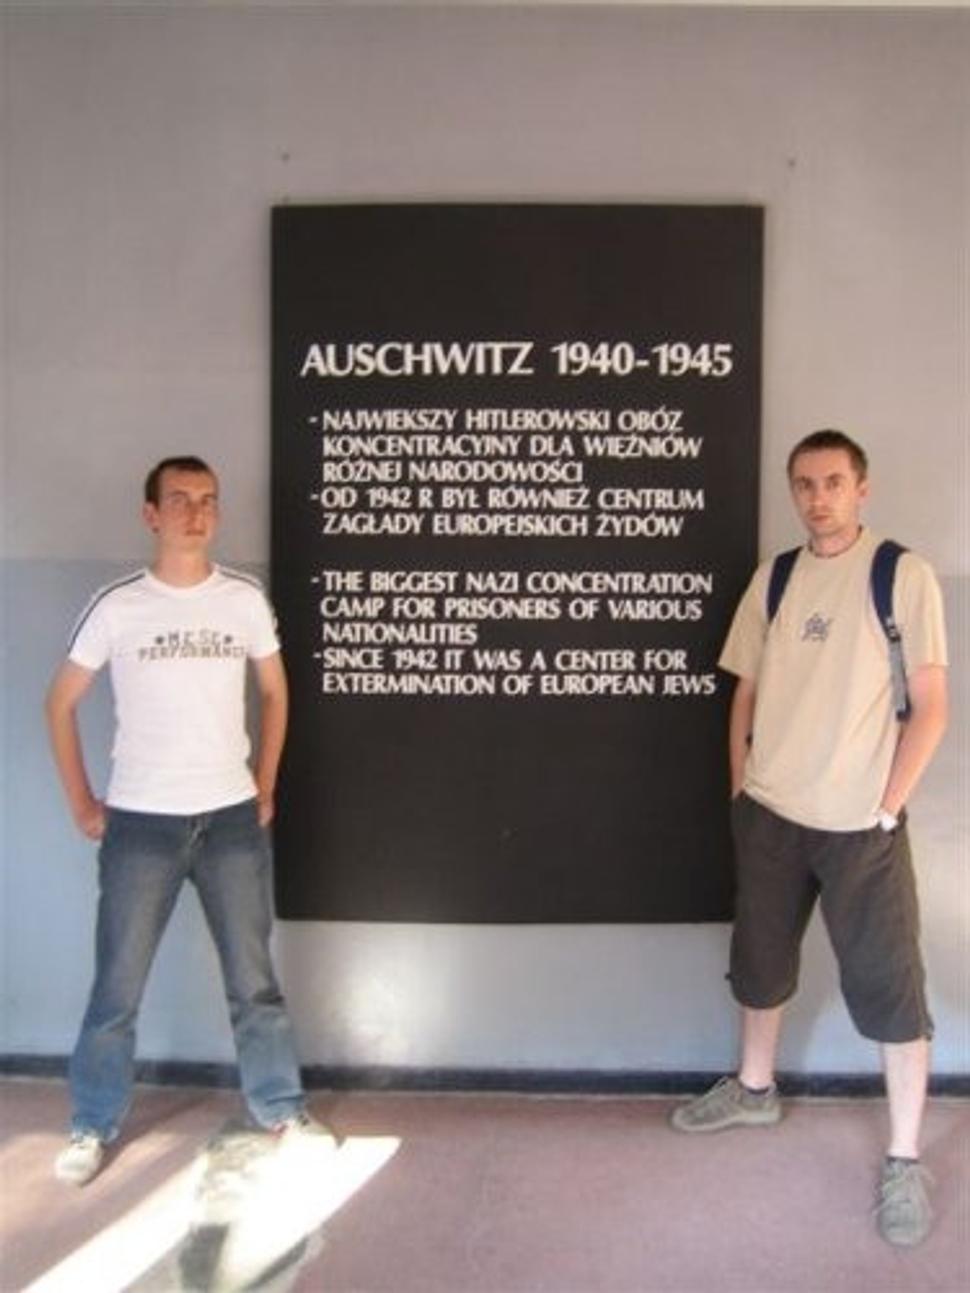 AUSCHWITZ 1940-1945
- NAJWIEKSZY HITLEROWSKI OBÓZ
KONCENTRACYJNY DLA WIĘŹNIÓW
RÓŻNEJ NARODOWOŚCI
- OD 1942 R BYŁ RÓWNIEŻ CENTRUM
ZAGŁADY EUROPEJSKICH ŻYDÓW
- THE BIGGEST NAZI CONCENTRATION
CAMP FOR PRISONERS OF VARIOUS
NATIONALITIES
- SINCE 1942 IT WAS A CENTER FOR
EXTERMINATION OF EUROPEAN JEWS
PERFORMANCE